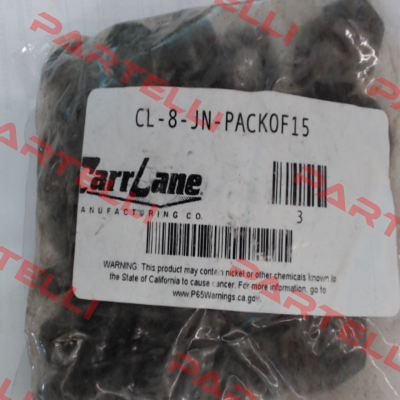 CL-8-JN-PACKOF15
CarrLane
MANUFACTURING CO.
3
WARNING: This product may contain nickel or other chemicals known to
the State of California to cause cancer. For more information, go to
www.P65Warnings.ca.gov.
PARTELLI
PARTELLI
PARTELLI
PARTELLI
PARTELLI